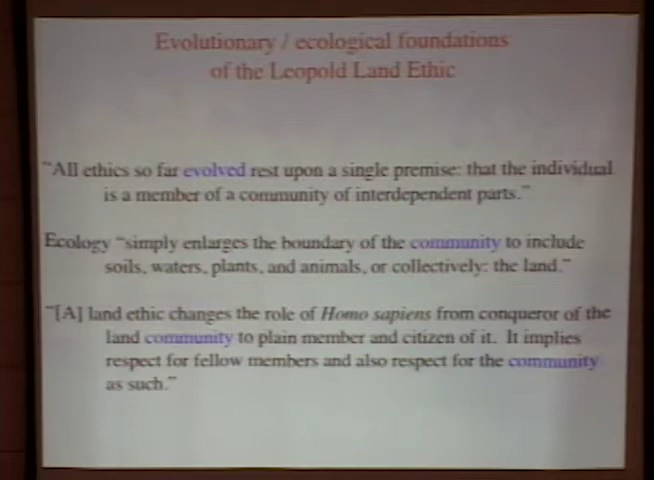 Evolutionary / ecological foundations
of the Leopold Land Ethic
"All ethics so far evolved rest upon a single premise: that the individual
is a member of a community of interdependent parts."
Ecology "simply enlarges the boundary of the community to include
soils, waters, plants, and animals, or collectively: the land."
"[A] land ethic changes the role of Homo sapiens from conqueror of the
land community to plain member and citizen of it. It implies
respect for fellow members and also respect for the community
as such."